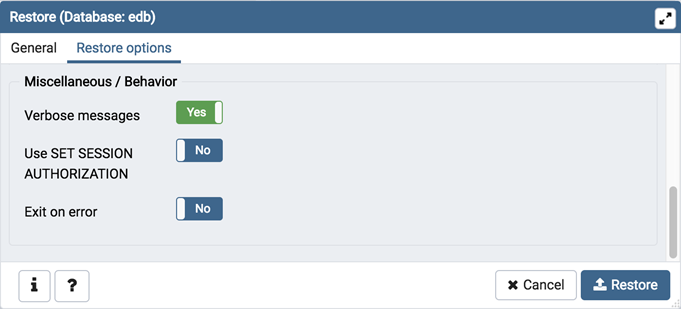 Restore (Database: edb)
General Restore options
Miscellaneous / Behavior
Verbose messages Yes
Use SET SESSION AUTHORIZATION No
Exit on error No
i ? Cancel Restore